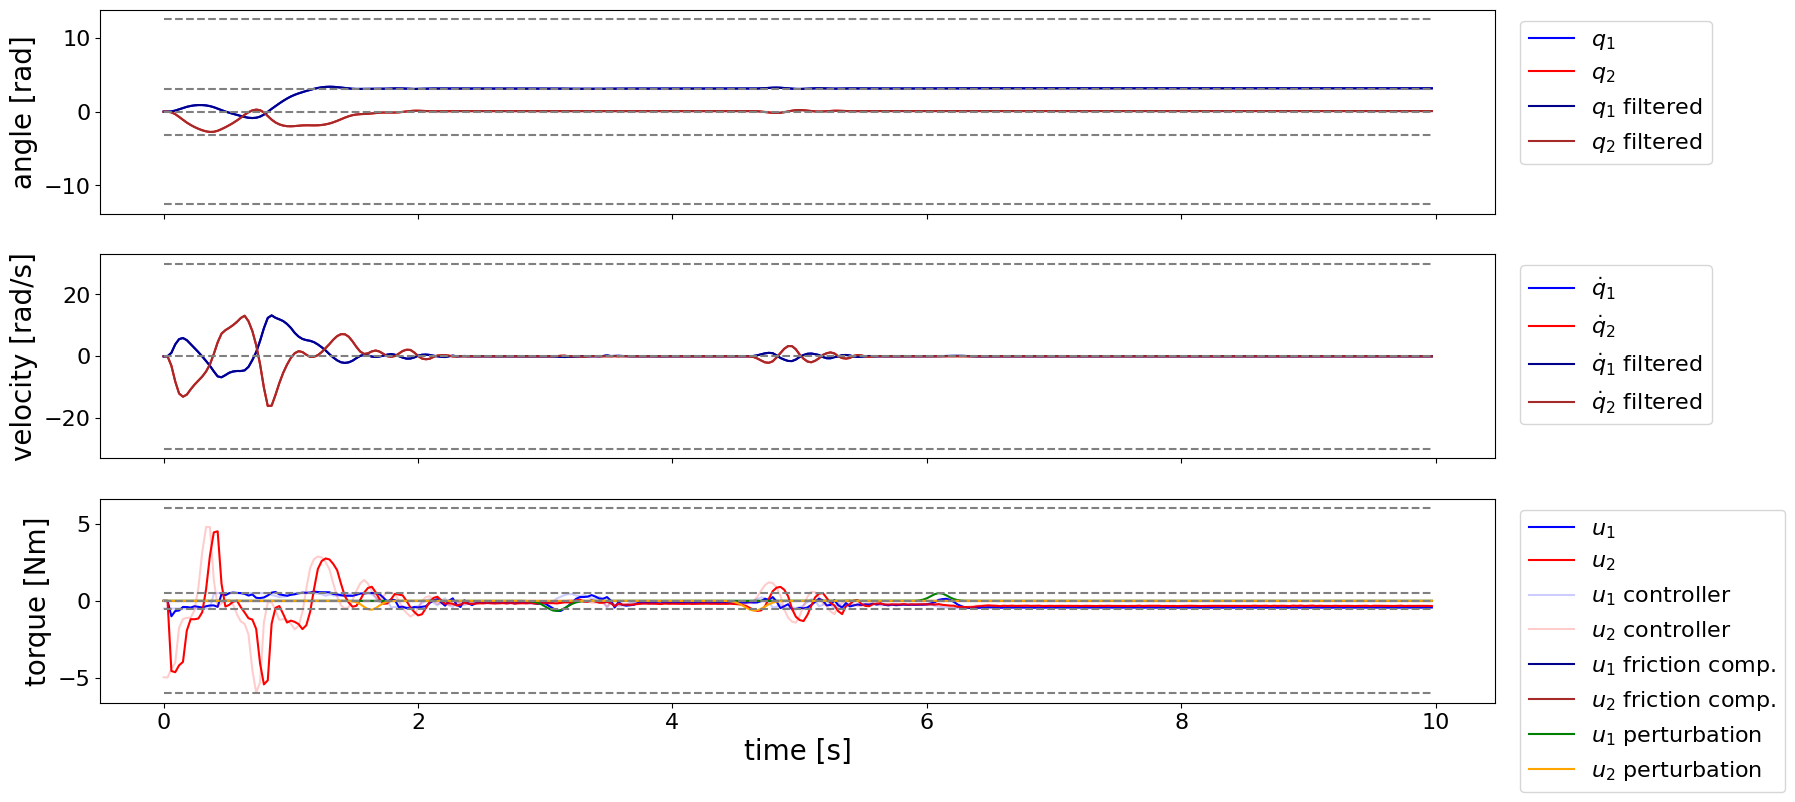 angle [rad]
10
0
−10
q₁
q₂
q₁ filtered
q₂ filtered
velocity [rad/s]
20
0
−20
q̇₁
q̇₂
q̇₁ filtered
q̇₂ filtered
torque [Nm]
5
0
−5
0 2 4 6 8 10
time [s]
u₁
u₂
u₁ controller
u₂ controller
u₁ friction comp.
u₂ friction comp.
u₁ perturbation
u₂ perturbation